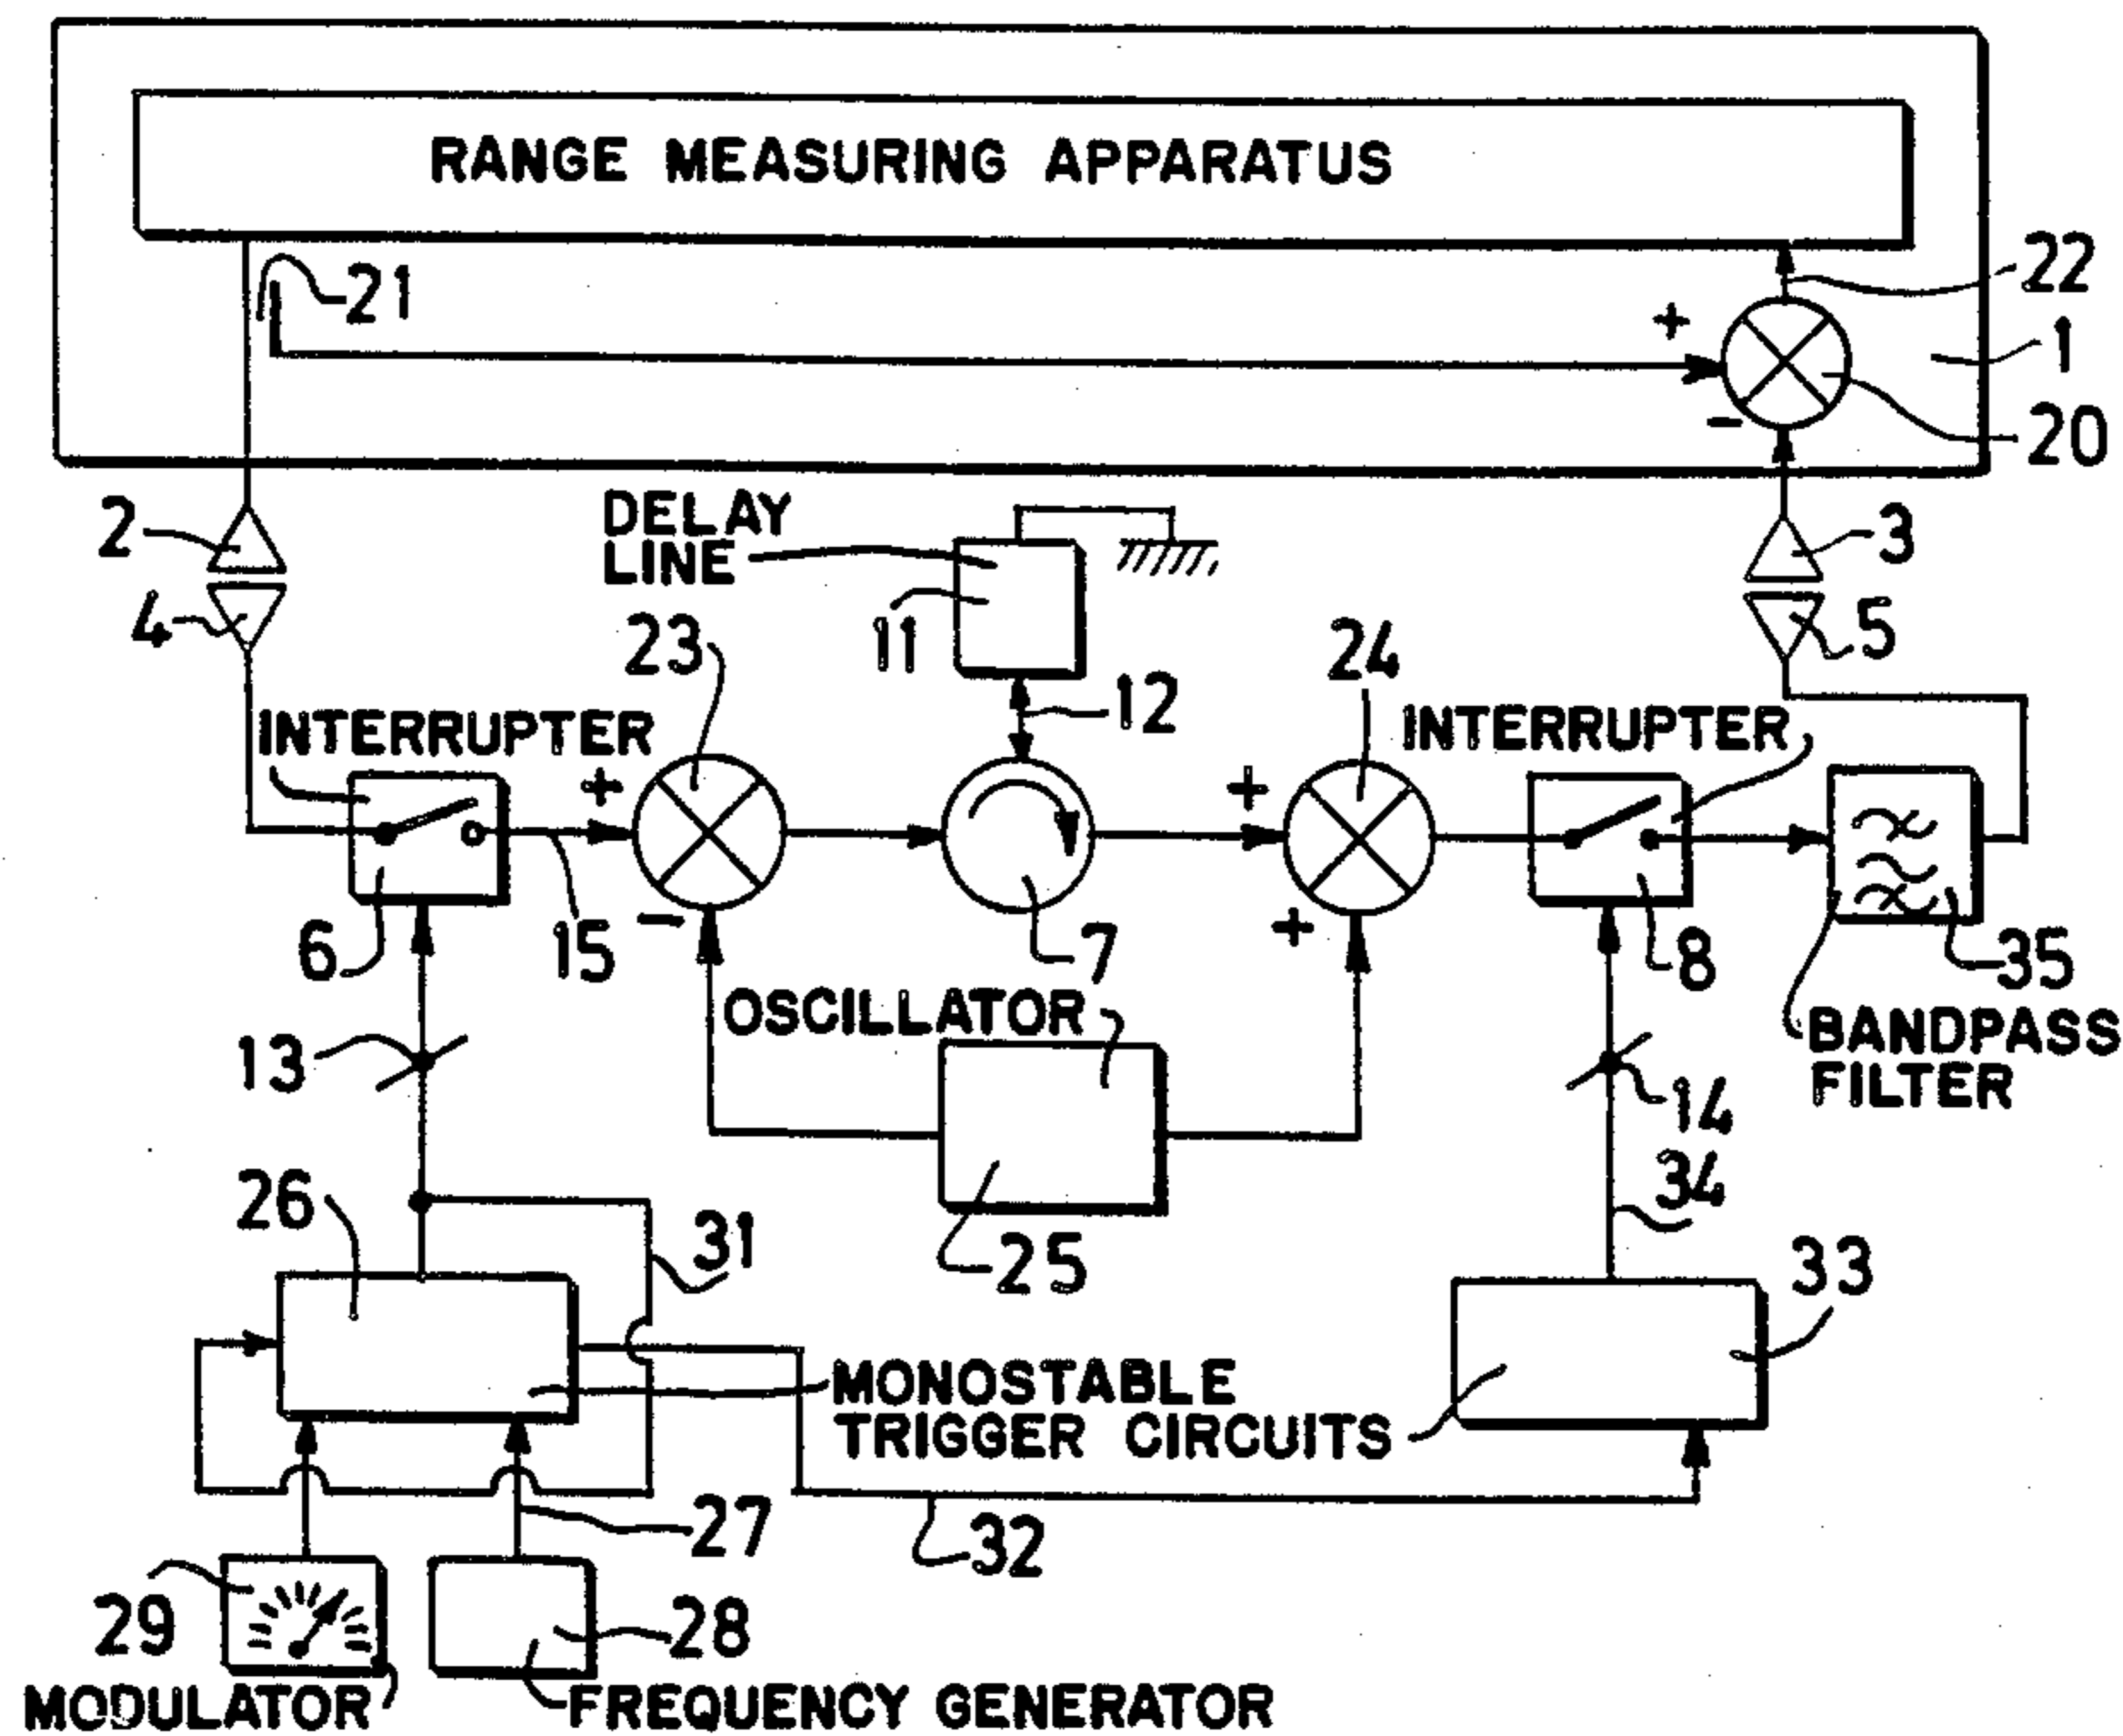 RANGE MEASURING APPARATUS
21
22
+
1
-
20
2
DELAY
LINE
3
4
11
5
23
24
12
INTERRUPTER
INTERRUPTER
+
+
6
15
-
7
+
8
35
OSCILLATOR
BANDPASS
FILTER
13
14
26
34
31
25
33
MONOSTABLE
TRIGGER CIRCUITS
27
32
29
28
MODULATOR
FREQUENCY GENERATOR